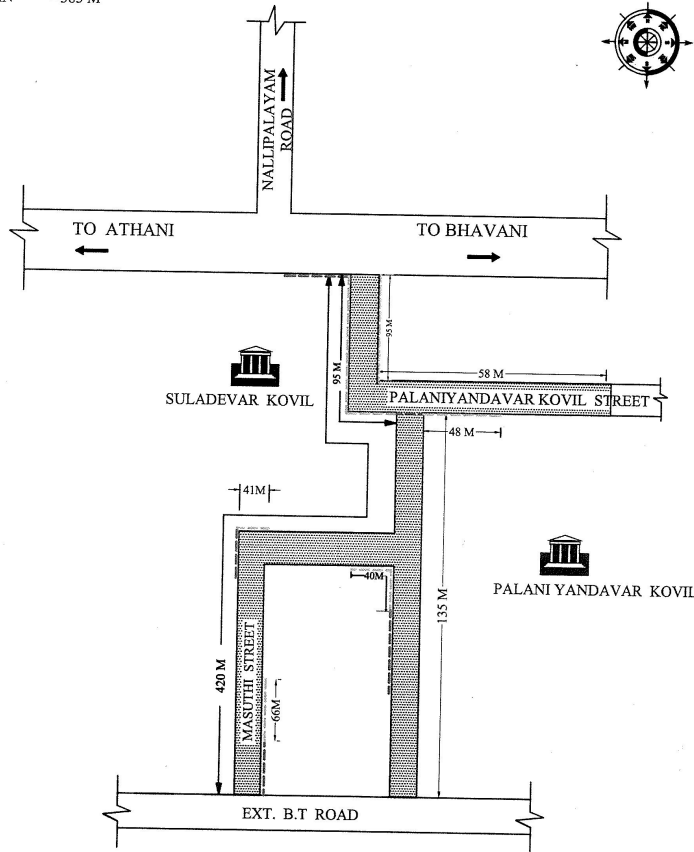 365 M
NALLIPALAYAM
ROAD
TO ATHANI
TO BHAVANI
95 M
95 M
58 M
SULADEVAR KOVIL
PALANIYANDAVAR KOVIL STREET
48 M
41M
40M
PALANI YANDAVAR KOVIL
135 M
MASUTHI STREET
420 M
66M
EXT. B.T ROAD